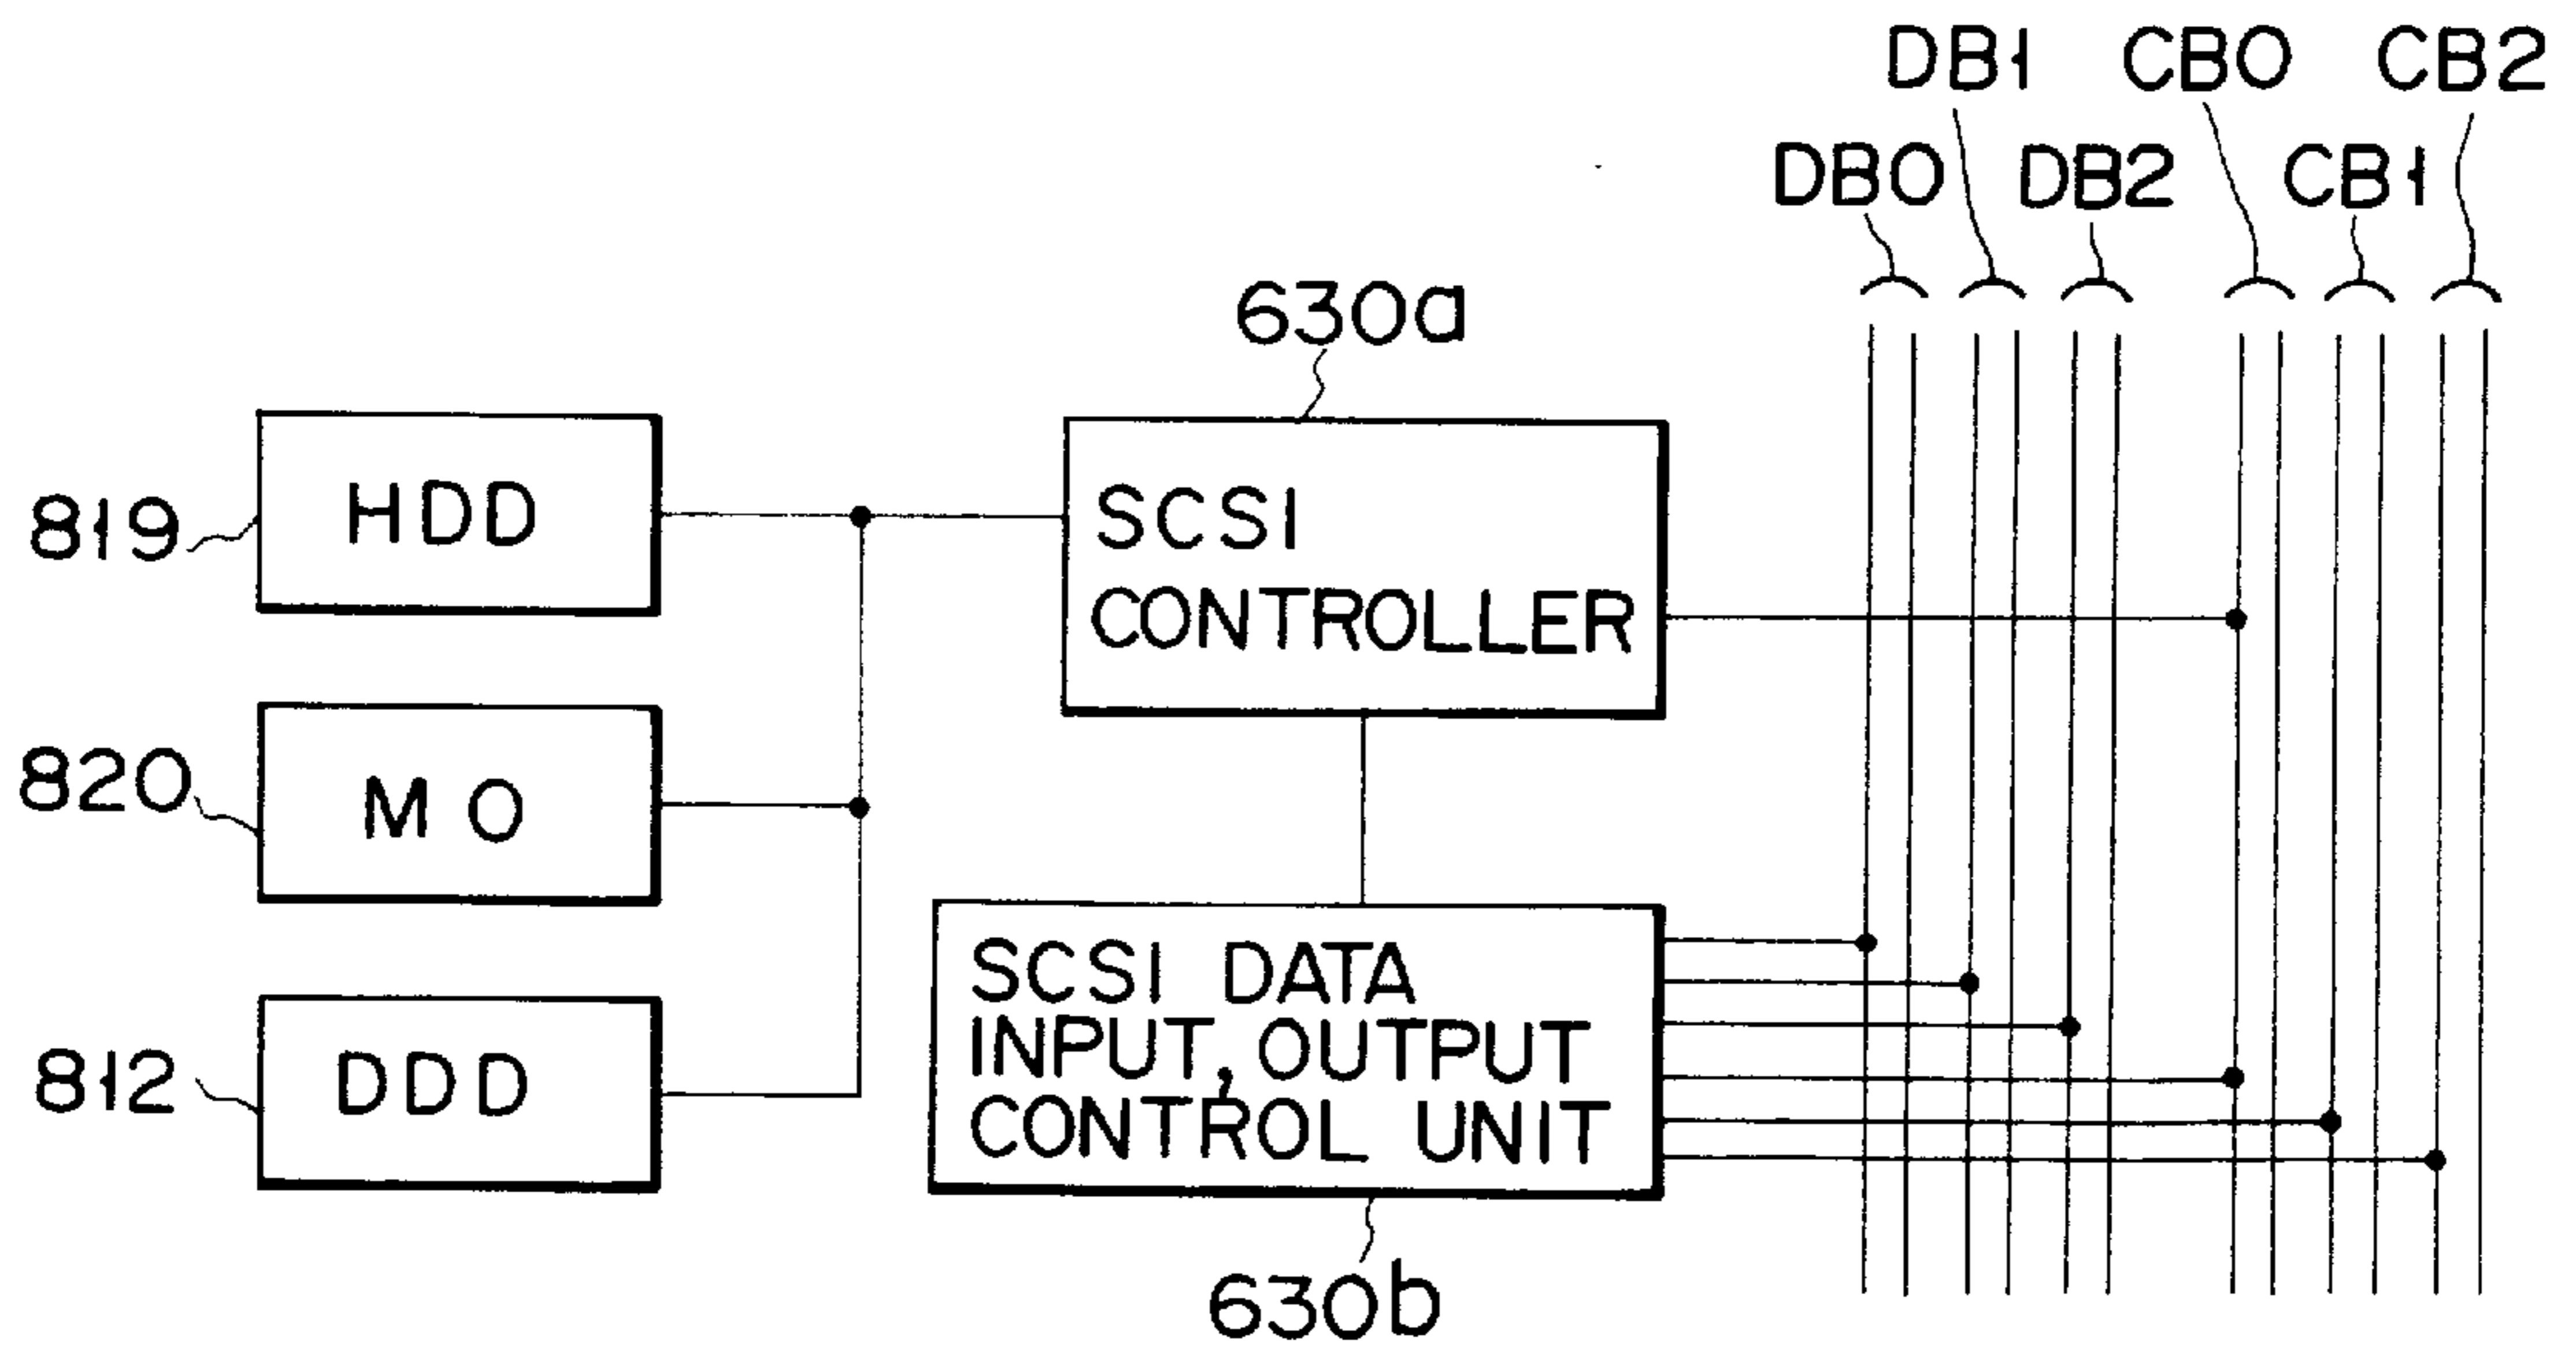 DB1 CB0 CB2
DB0 DB2 CB1
630a
819
HDD
SCSI
CONTROLLER
820
MO
812
DDD
SCSI DATA
INPUT, OUTPUT
CONTROL UNIT
630b